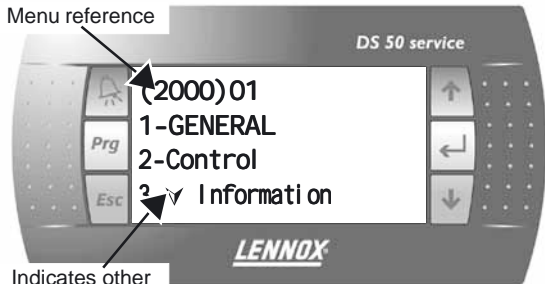 Menu reference
DS 50 service
(2000)01
1-GENERAL
Prg
2-Control
Esc
3 Information
LENNOX
Indicates other